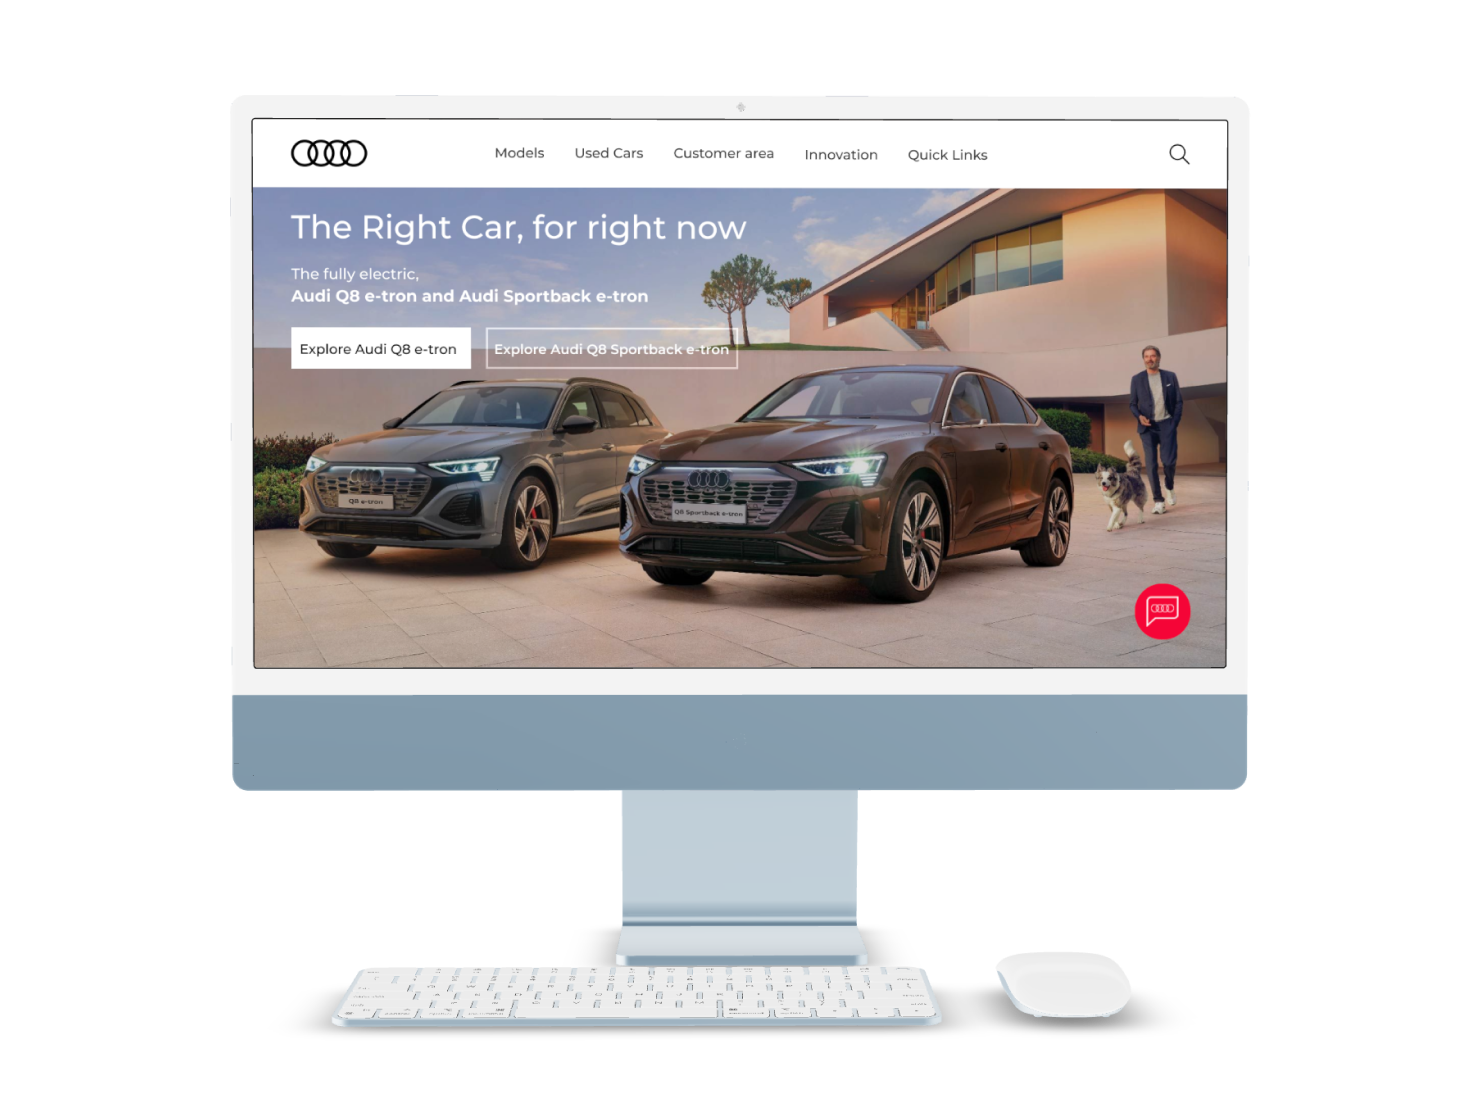 Models Used Cars Customer area Innovation Quick Links
The Right Car, for right now
The fully electric,
Audi Q8 e-tron and Audi Sportback e-tron
Explore Audi Q8 e-tron Explore Audi Q8 Sportback e-tron
Q8 e-tron
Q8 Sportback e-tron